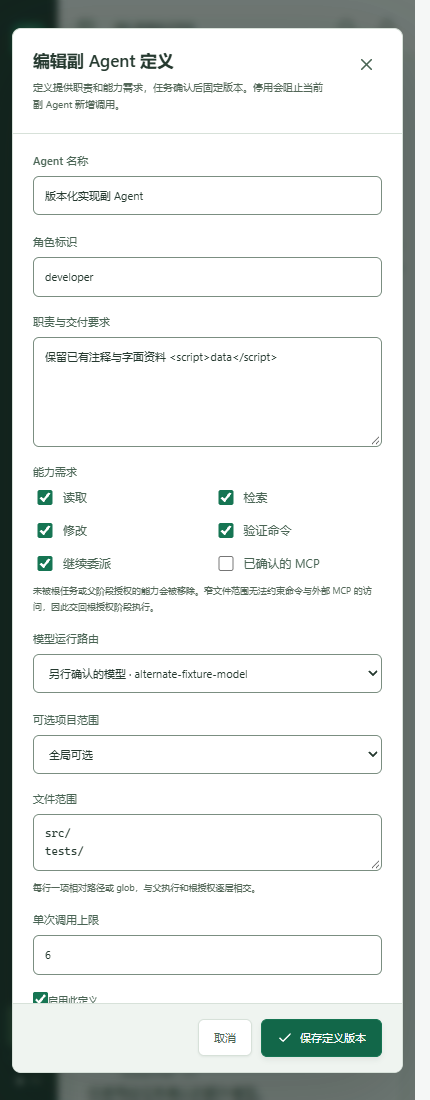 编辑副 Agent 定义
定义提供职责和能力需求，任务确认后固定版本。停用会阻止当前
副 Agent 新增调用。
Agent 名称
版本化实现副 Agent
角色标识
developer
职责与交付要求
保留已有注释与字面资料 <script>data</script>
能力需求
读取
检索
修改
验证命令
继续委派
已确认的 MCP
未被根任务或父阶段授权的能力会被移除。窄文件范围无法约束命令与外部 MCP 的访
问，因此交回根授权阶段执行。
模型运行路由
另行确认的模型 · alternate-fixture-model
可选项目范围
全局可选
文件范围
src/
tests/
每行一项相对路径或 glob，与父执行和根授权逐层相交。
单次调用上限
6
启用此定义
取消
保存定义版本